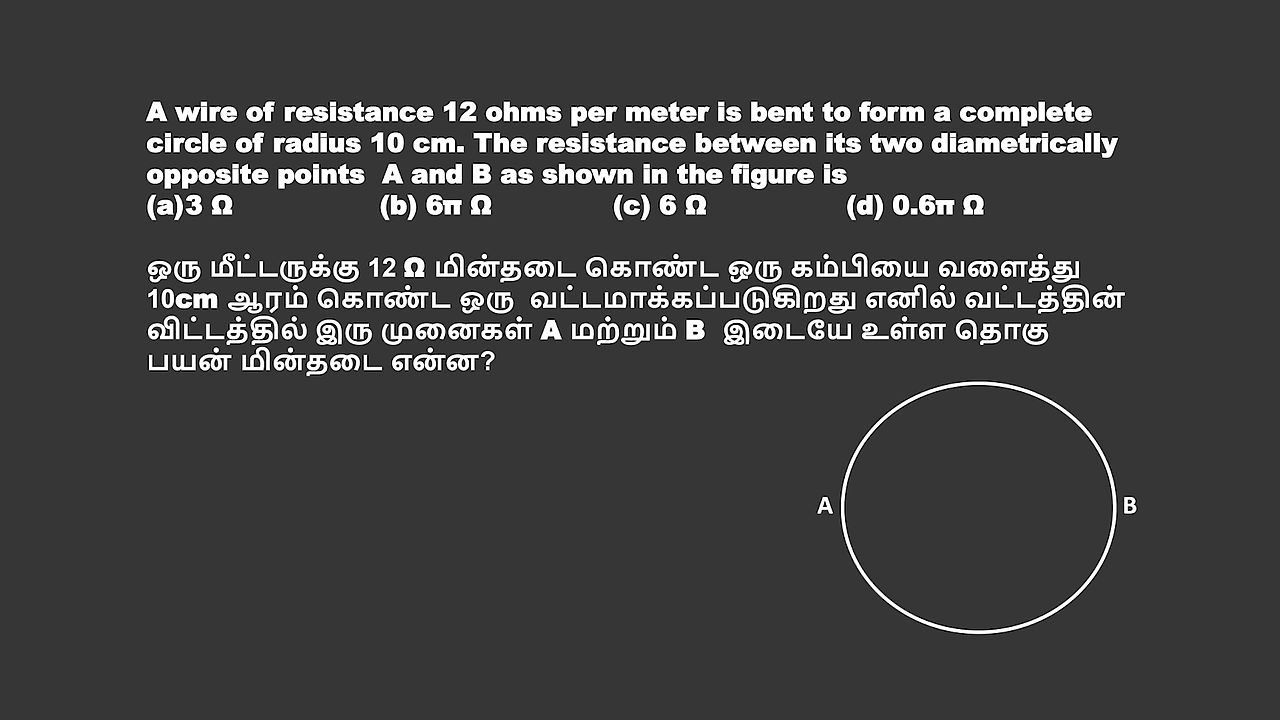 A wire of resistance 12 ohms per meter is bent to form a complete
circle of radius 10 cm. The resistance between its two diametrically
opposite points A and B as shown in the figure is
(a)3 Ω (b) 6π Ω (c) 6 Ω (d) 0.6π Ω
ஒரு மீட்டருக்கு 12 Ω மின்தடை கொண்ட ஒரு கம்பியை வளைத்து
10cm ஆரம் கொண்ட ஒரு வட்டமாக்கப்படுகிறது எனில் வட்டத்தின்
விட்டத்தில் இரு முனைகள் A மற்றும் B இடையே உள்ள தொகு
பயன் மின்தடை என்ன?
A B